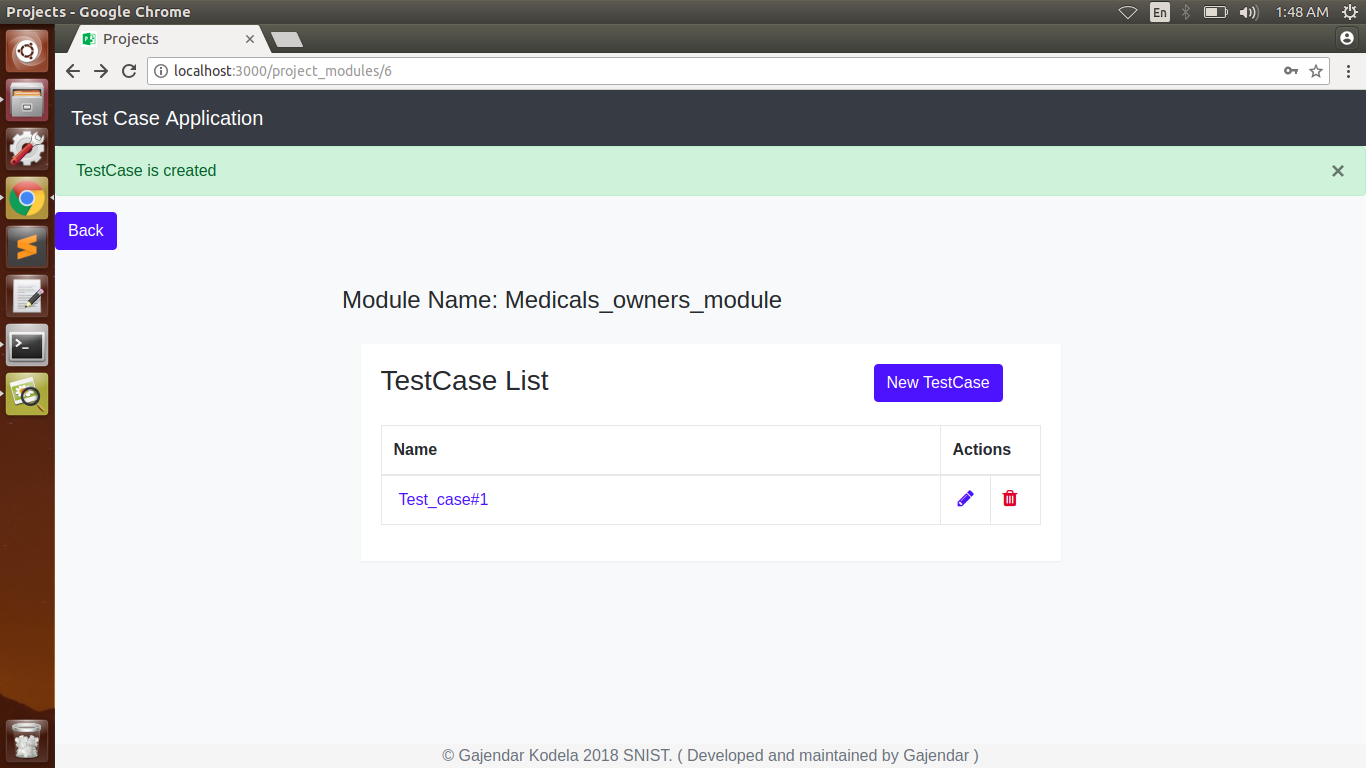 Projects - Google Chrome
En
1:48 AM
Projects
localhost:3000/project_modules/6
Test Case Application
TestCase is created
×
Back
Module Name: Medicals_owners_module
TestCase List
New TestCase
Name
Actions
Test_case#1
© Gajendar Kodela 2018 SNIST. ( Developed and maintained by Gajendar )